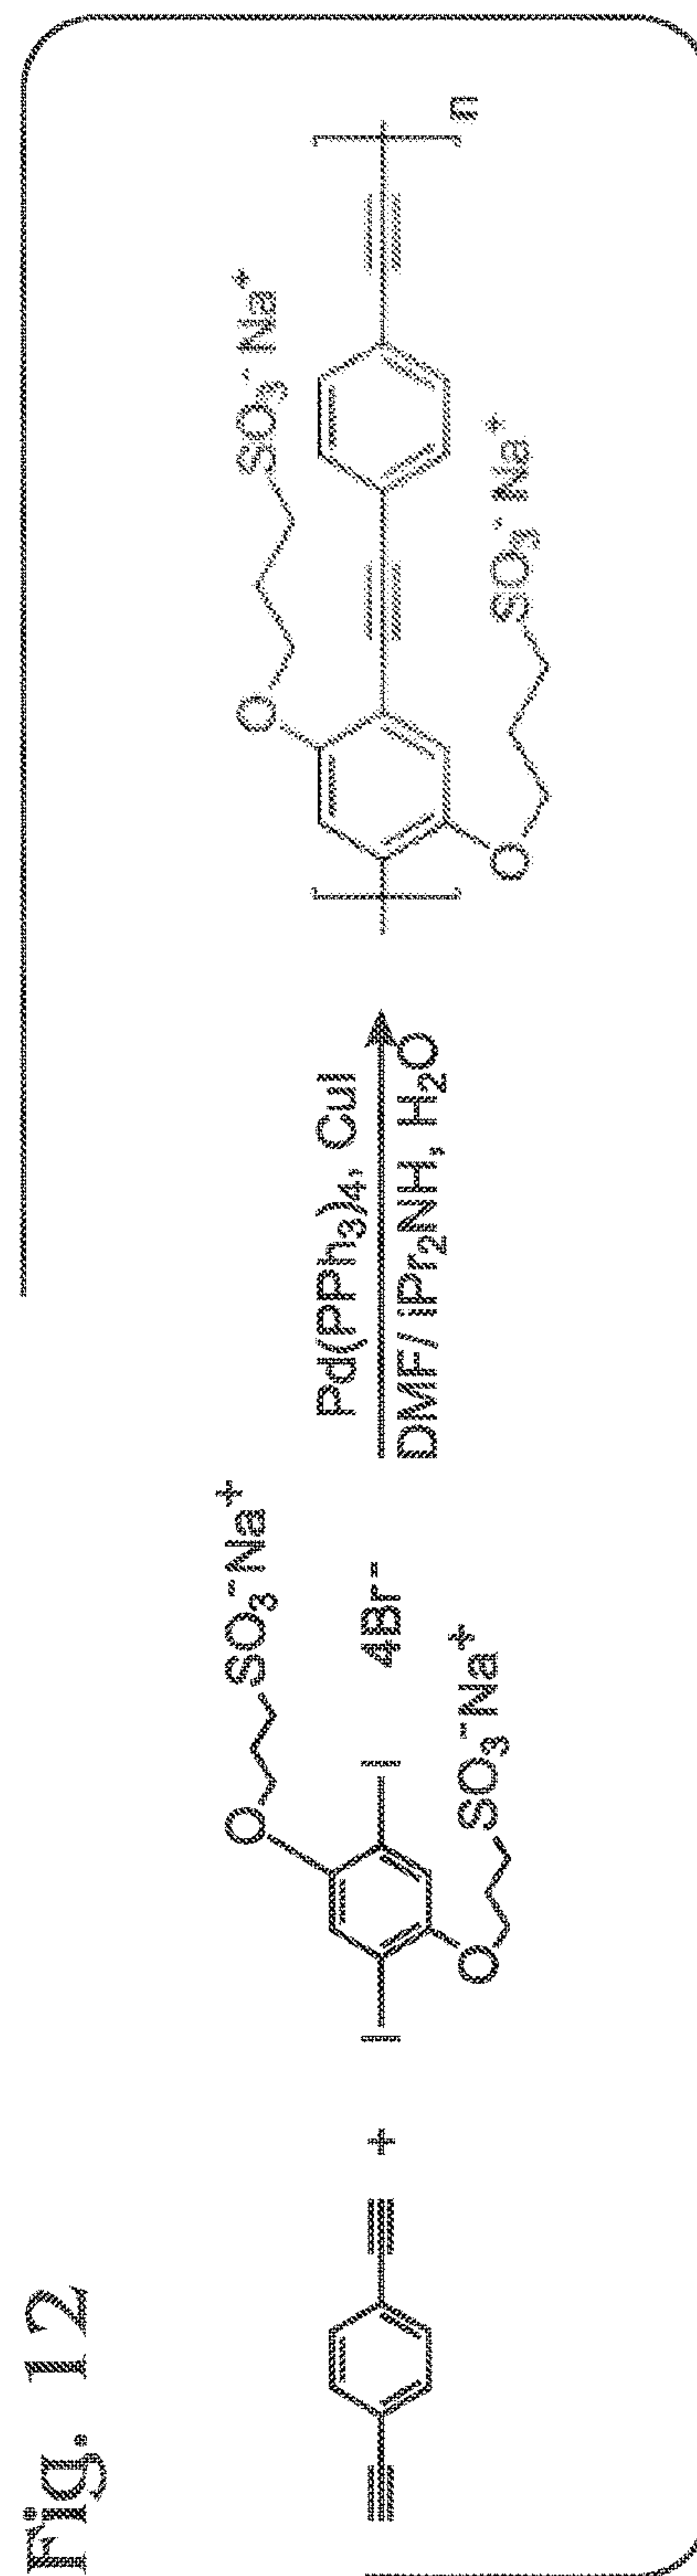 Fig. 12
+
I
I
O
SO₃⁻Na⁺
O
SO₃⁻Na⁺
4Br⁻
Pd(PPh₃)₄, CuI
DMF/ iPr₂NH, H₂O
O
SO₃⁻Na⁺
O
SO₃⁻Na⁺
n